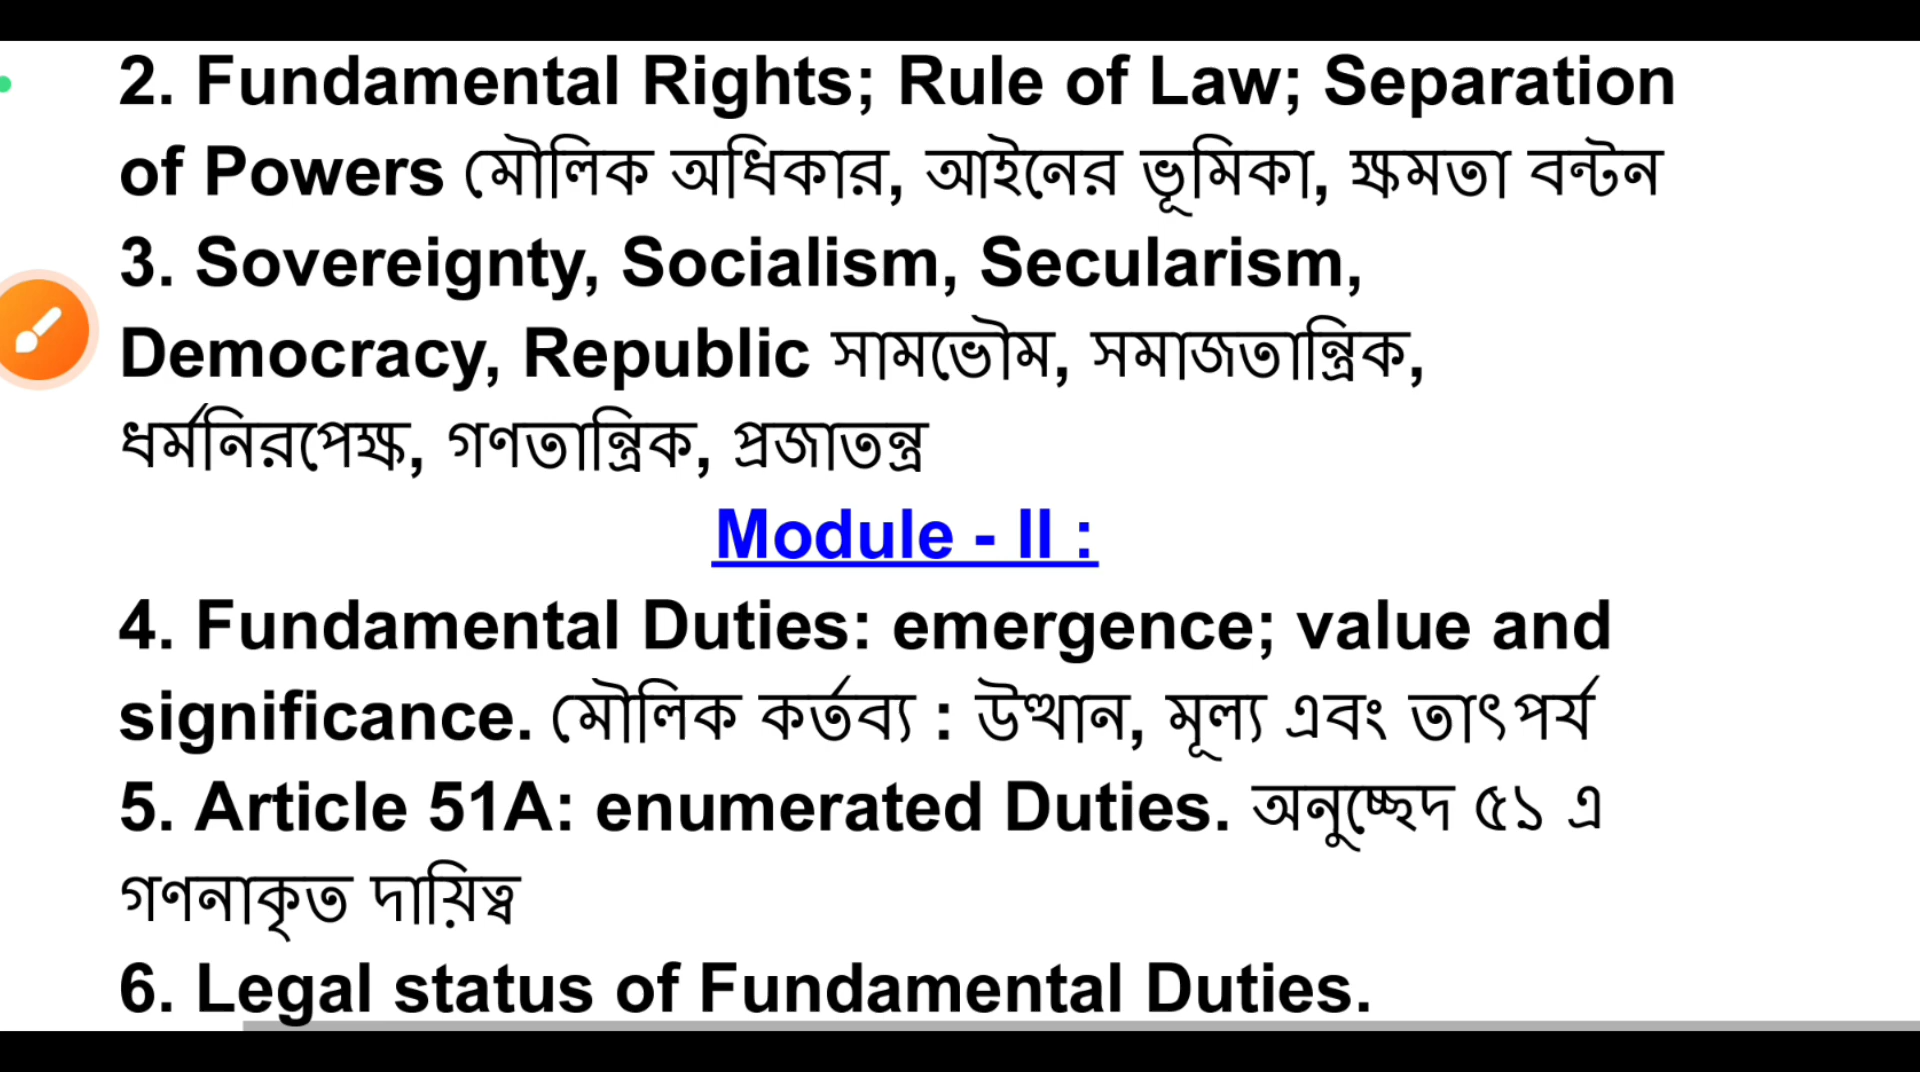 2. Fundamental Rights; Rule of Law; Separation
of Powers মৌলিক অধিকার, আইনের ভূমিকা, ক্ষমতা বন্টন
3. Sovereignty, Socialism, Secularism,
Democracy, Republic সামভৌম, সমাজতান্ত্রিক,
ধর্মনিরপেক্ষ, গণতান্ত্রিক, প্রজাতন্ত্র
Module - II :
4. Fundamental Duties: emergence; value and
significance. মৌলিক কর্তব্য : উত্থান, মূল্য এবং তাৎপর্য
5. Article 51A: enumerated Duties. অনুচ্ছেদ ৫১ এ
গণনাকৃত দায়িত্ব
6. Legal status of Fundamental Duties.